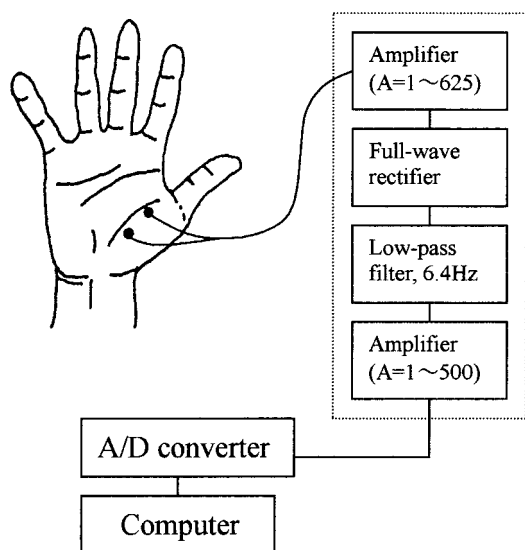 Amplifier
(A=1～625)
Full-wave
rectifier
Low-pass
filter, 6.4Hz
Amplifier
(A=1～500)
A/D converter
Computer